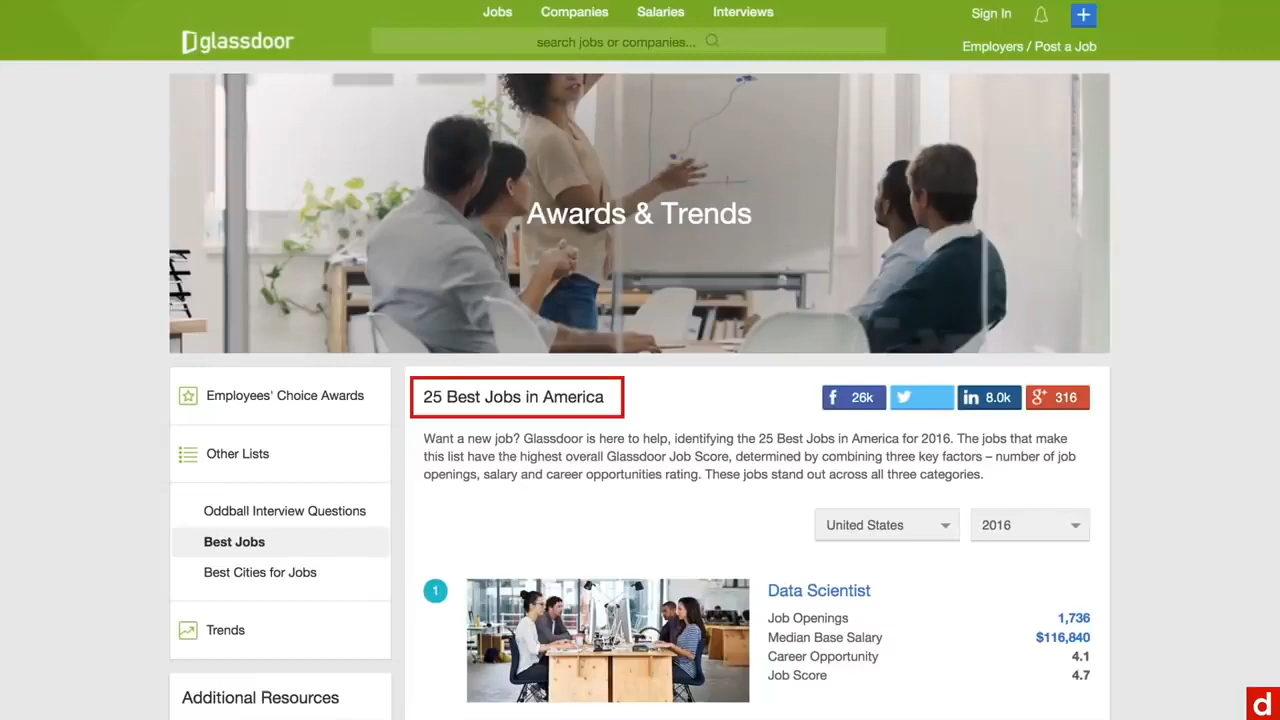 Jobs Companies Salaries Interviews
Sign In
glassdoor
search jobs or companies...
Employers / Post a Job
Awards & Trends
Employees' Choice Awards
Other Lists
Oddball Interview Questions
Best Jobs
Best Cities for Jobs
Trends
Additional Resources
25 Best Jobs in America
26k
in 8.0k
g+ 316
Want a new job? Glassdoor is here to help, identifying the 25 Best Jobs in America for 2016. The jobs that make
this list have the highest overall Glassdoor Job Score, determined by combining three key factors – number of job
openings, salary and career opportunities rating. These jobs stand out across all three categories.
United States
2016
1
Data Scientist
Job Openings 1,736
Median Base Salary $116,840
Career Opportunity 4.1
Job Score 4.7
d